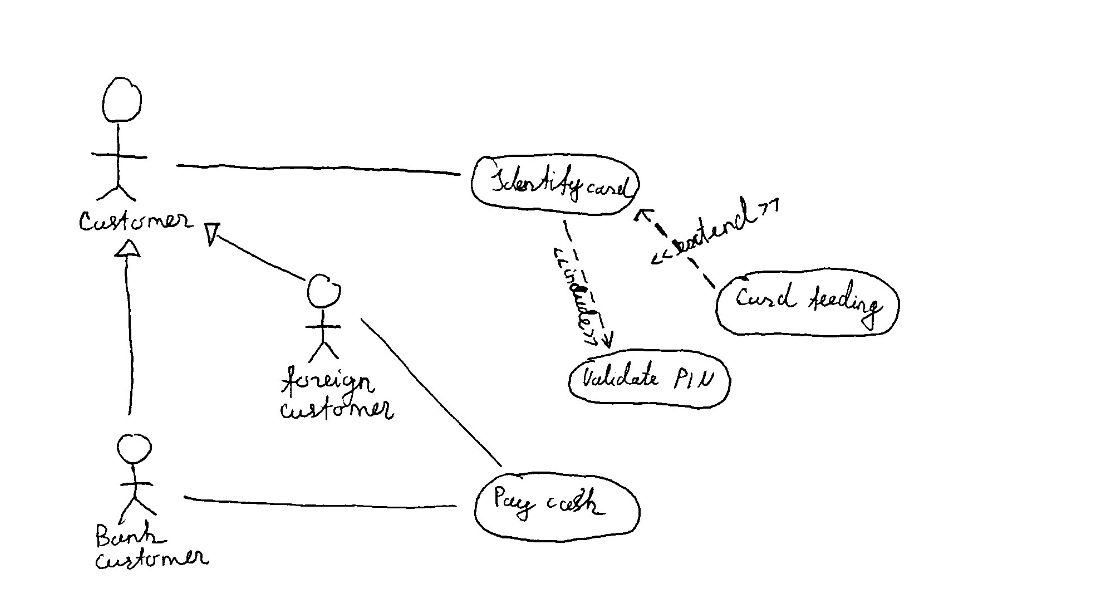 Customer
Identify card
<<extend>>
<<include>>
Card feeding
Validate PIN
foreign
customer
Pay cash
Bank
customer